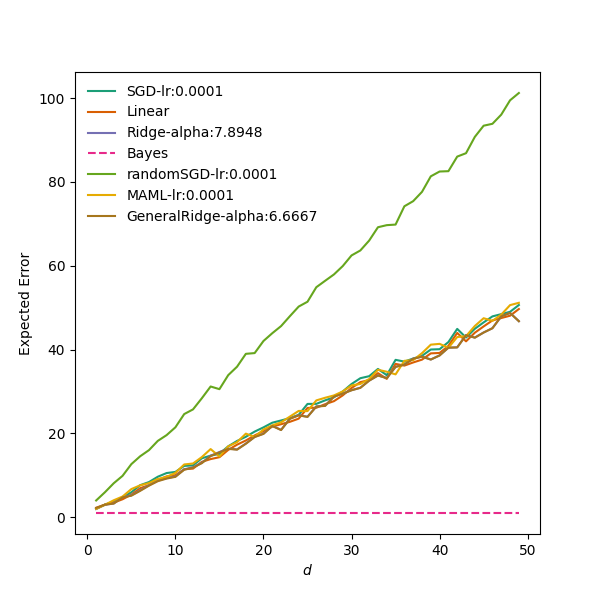 SGD-lr:0.0001
Linear
Ridge-alpha:7.8948
Bayes
randomSGD-lr:0.0001
MAML-lr:0.0001
GeneralRidge-alpha:6.6667
Expected Error
100
80
60
40
20
0
0 10 20 30 40 50
d